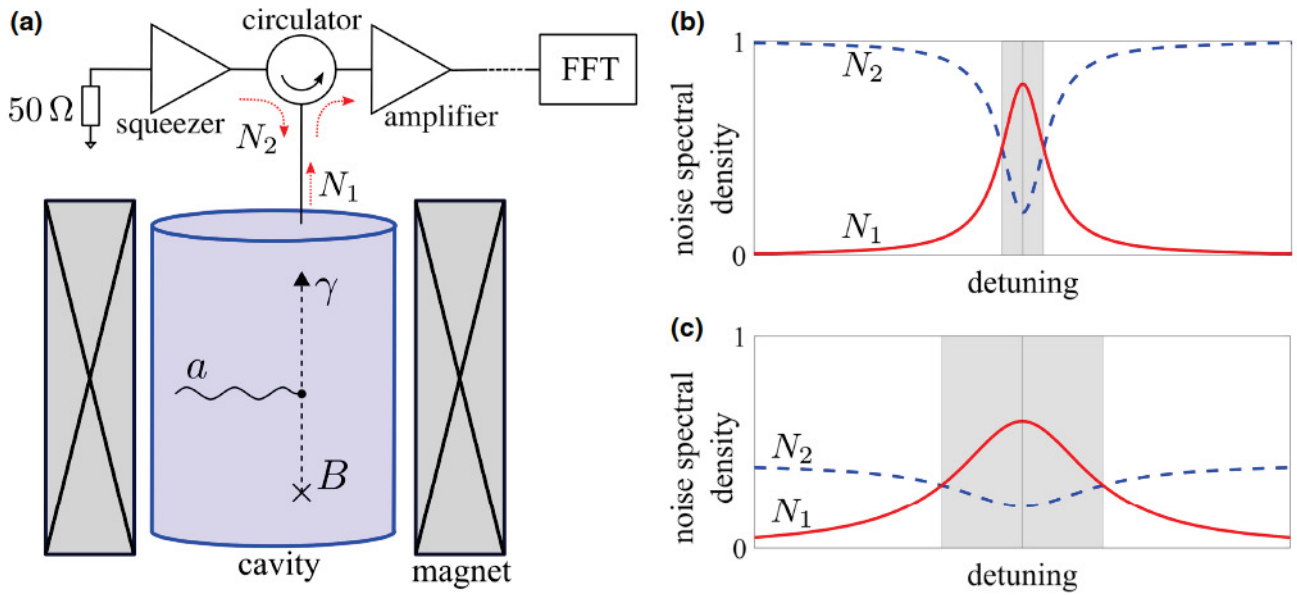 (a)
circulator
50 Ω
squeezer
amplifier
FFT
N₂
N₁
γ
a
B
cavity
magnet
(b)
noise spectral
density
1
0
N₂
N₁
detuning
(c)
noise spectral
density
1
0
N₂
N₁
detuning